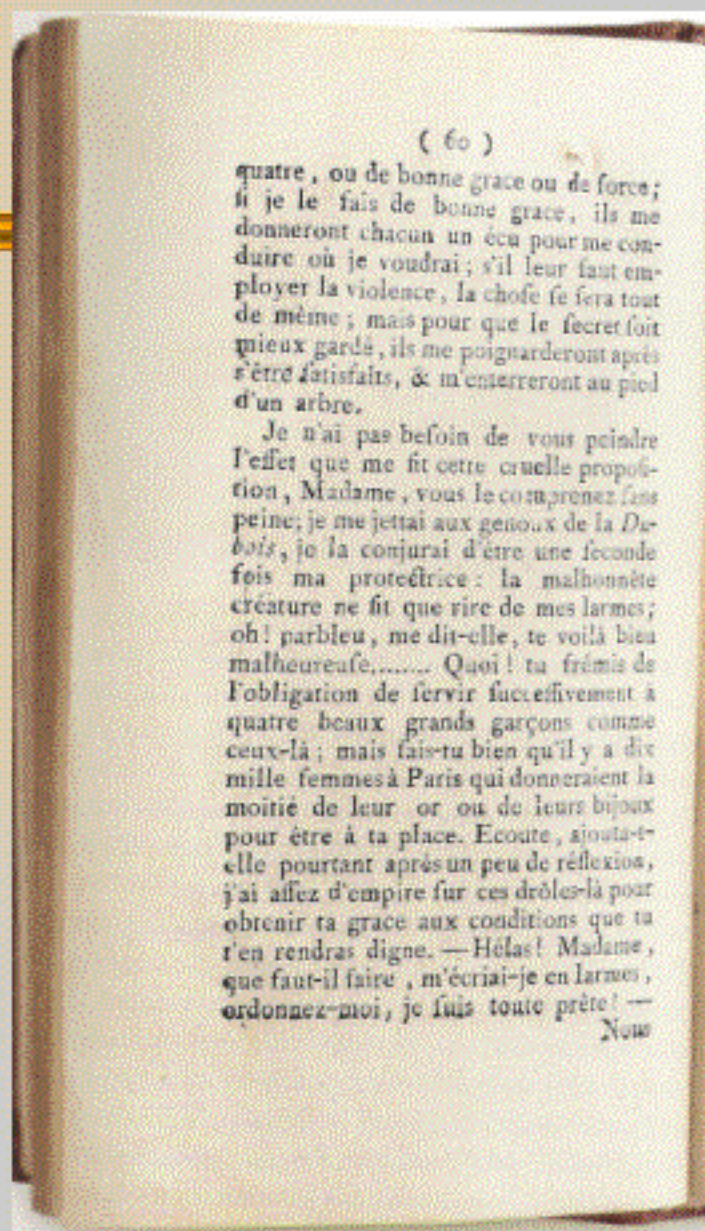 ( 60 )
quatre, ou de bonne grace ou de force;
ſi je le fais de bonne grace, ils me
donneront chacun un écu pour me con-
duire où je voudrai; s'il leur faut em-
ployer la violence, la choſe ſe fera tout
de même; mais pour que le ſecret ſoit
mieux gardé, ils me poignarderont après
s'être ſatisfaits, & m'enterreront au pied
d'un arbre.
Je n'ai pas beſoin de vous peindre
l'effet que me fit cette cruelle propoſi-
tion, Madame, vous le comprenez ſans
peine; je me jettai aux genoux de la Du-
bois, je la conjurai d'être une ſeconde
fois ma protectrice: la malhonnête
créature ne fit que rire de mes larmes;
oh! parbleu, me dit-elle, te voilà bien
malheureuſe........ Quoi! tu frémis de
l'obligation de ſervir ſucceſſivement à
quatre beaux grands garçons comme
ceux-là; mais ſais-tu bien qu'il y a dix
mille femmes à Paris qui donneraient la
moitié de leur or ou de leurs bijoux
pour être à ta place. Ecoute, ajouta-t-
elle pourtant après un peu de réflexion,
j'ai aſſez d'empire ſur ces drôles-là pour
obtenir ta grace aux conditions que tu
t'en rendras digne. — Hélas! Madame,
que faut-il faire, m'écriai-je en larmes,
ordonnez-moi, je ſuis toute prête! —
Nous